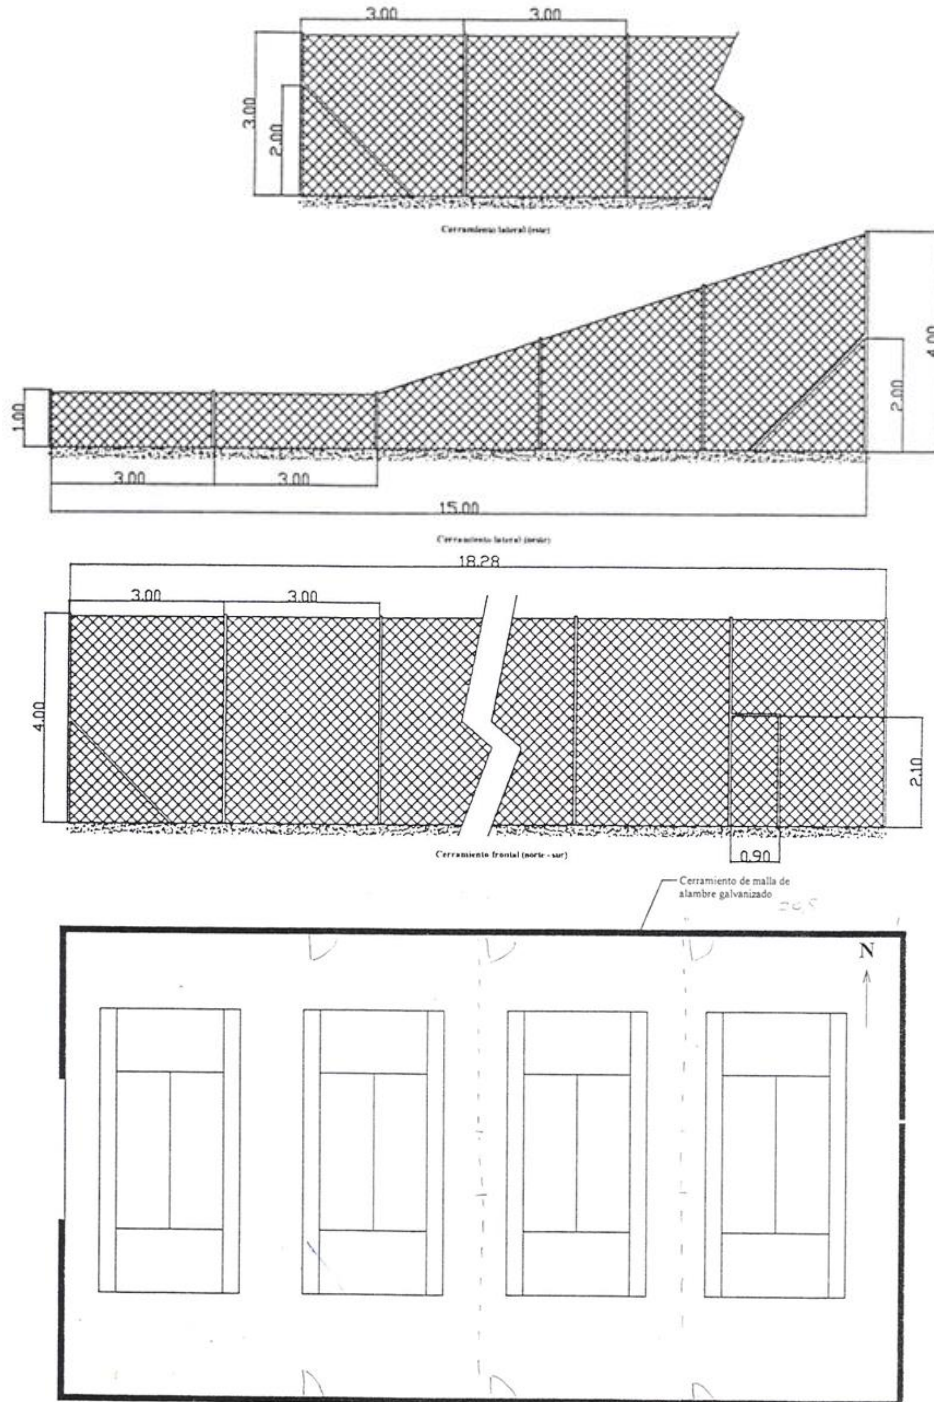 3.00
3.00
3.00
2.00
Cerramiento lateral (este)
1.00
4.00
2.00
3.00
3.00
15.00
Cerramiento lateral (oeste)
18.28
3.00
3.00
4.00
2.10
0.90
Cerramiento frontal (norte - sur)
Cerramiento de malla de
alambre galvanizado
N